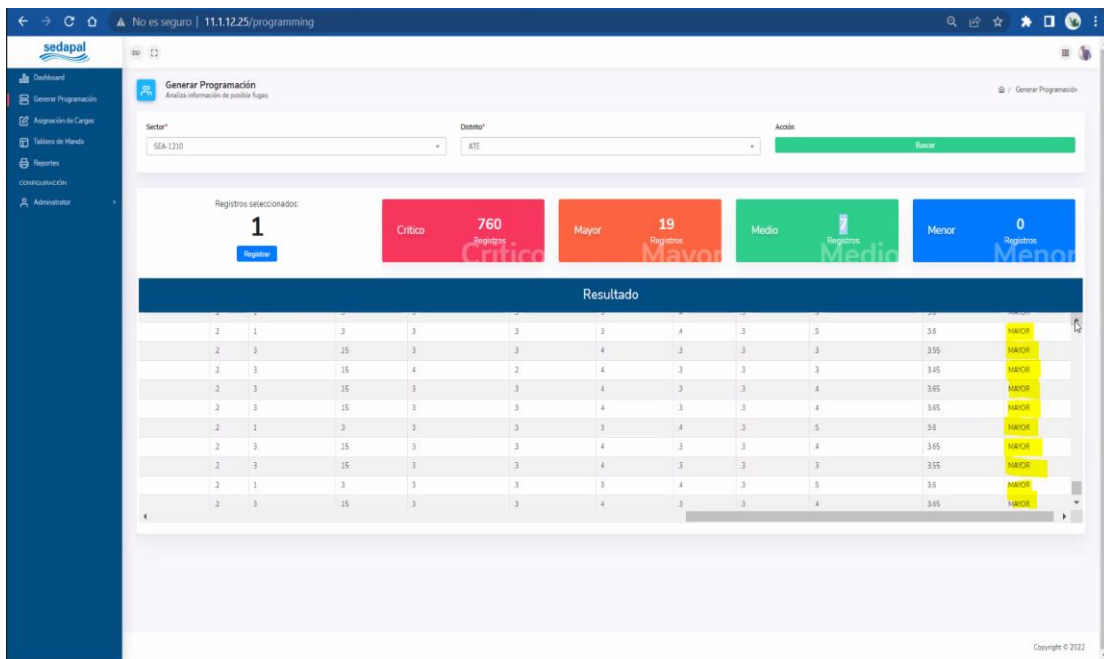 No es seguro | 11.1.12.25/programming
sedapal
Dashboard
Generar Programación
Asignación de Cargas
Tablero de Mando
Reportes
CONFIGURACIÓN
Administrator
Generar Programación
Analiza información de posible fugas
/ Generar Programación
Sector*
Distrito*
Acción
SEA-1210
ATE
Buscar
Registros seleccionados:
1
Registrar
Critico 760 Registros Critico
Mayor 19 Registros Mayor
Medio 7 Registros Medio
Menor 0 Registros Menor
Resultado
.2 1 .3 3 .3 3 .4 .3 .5 3.6 MAYOR
.2 3 .15 3 .3 4 .3 .3 .3 3.55 MAYOR
.2 3 .15 4 .2 4 .3 .3 .3 3.45 MAYOR
.2 3 .15 3 .3 4 .3 .3 .4 3.65 MAYOR
.2 3 .15 3 .3 4 .3 .3 .4 3.65 MAYOR
.2 1 .3 3 .3 3 .4 .3 .5 3.6 MAYOR
.2 3 .15 3 .3 4 .3 .3 .4 3.65 MAYOR
.2 3 .15 3 .3 4 .3 .3 .3 3.55 MAYOR
.2 1 .3 3 .3 3 .4 .3 .5 3.6 MAYOR
.2 3 .15 3 .3 4 .3 .3 .4 3.65 MAYOR
Copyright © 2022